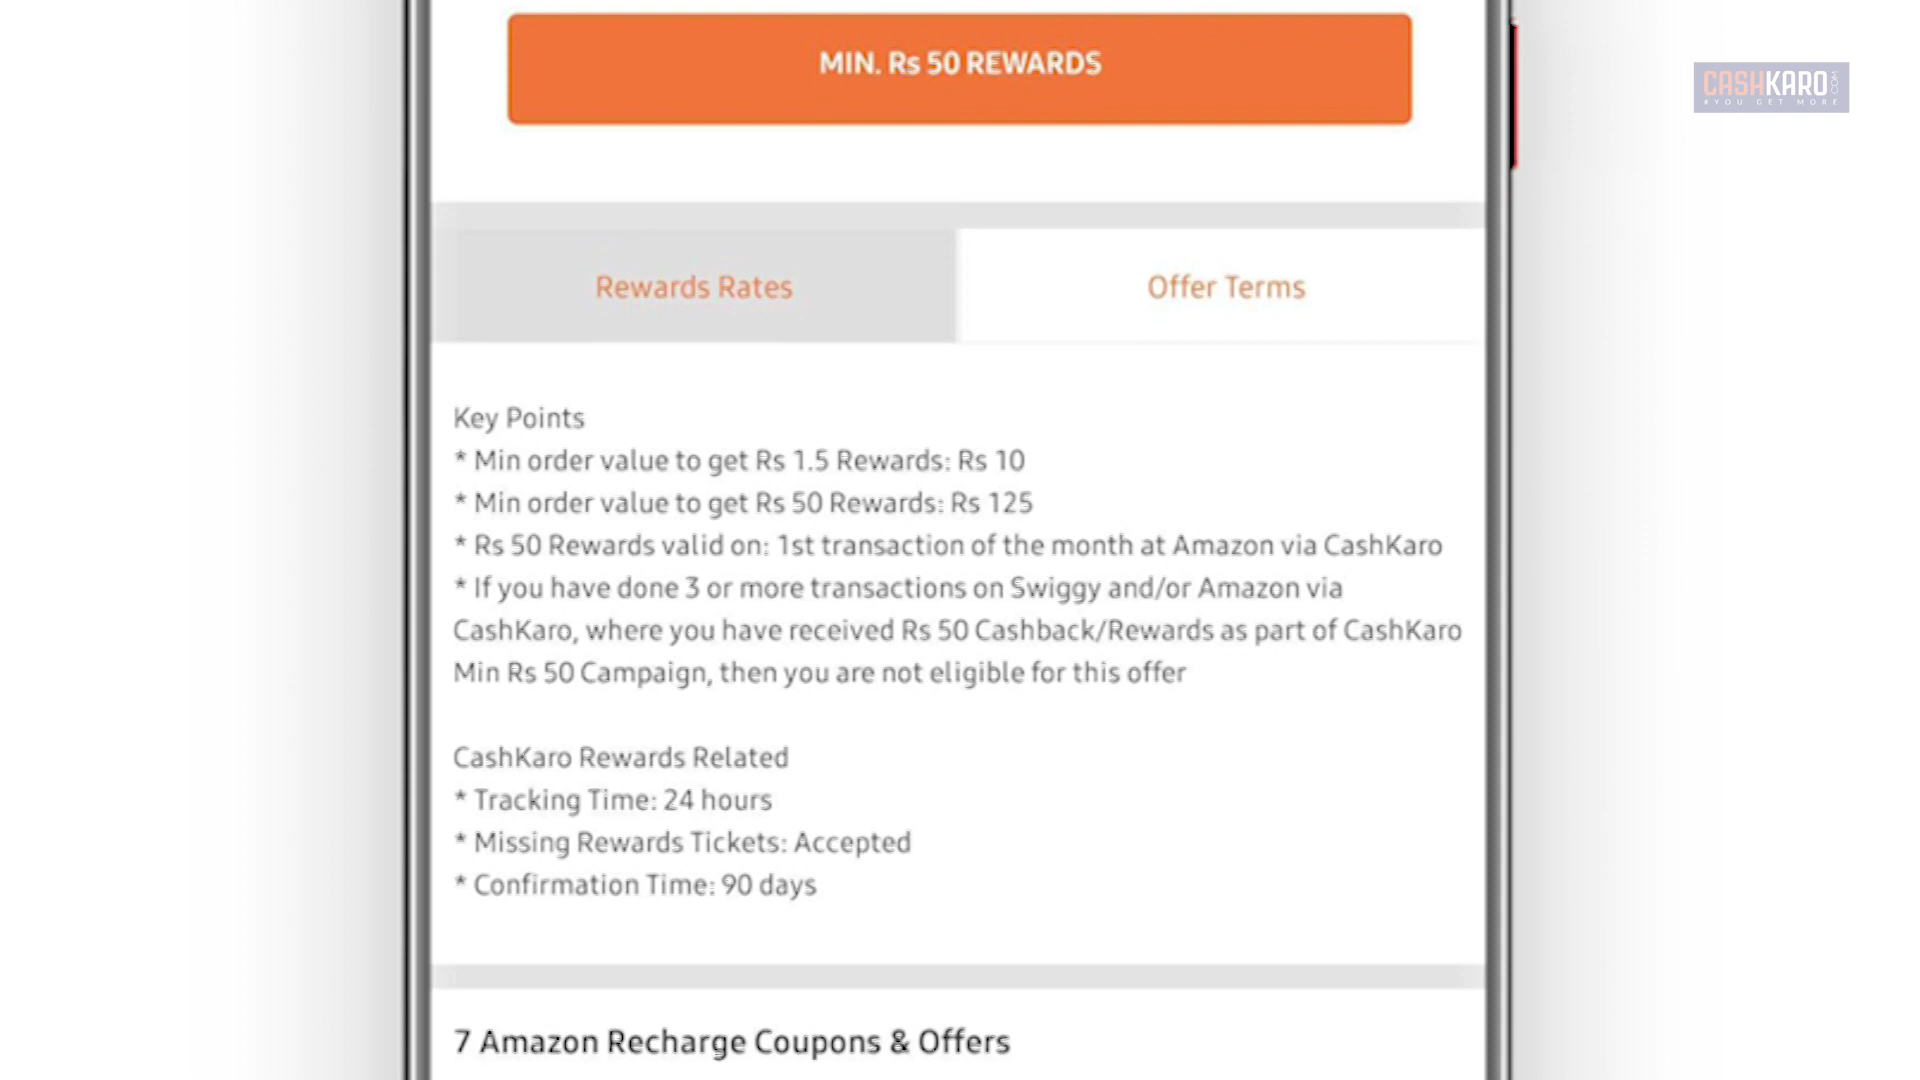 MIN. Rs 50 REWARDS
CASHKARO.COM
#YOU GET MORE
Rewards Rates
Offer Terms
Key Points
* Min order value to get Rs 1.5 Rewards: Rs 10
* Min order value to get Rs 50 Rewards: Rs 125
* Rs 50 Rewards valid on: 1st transaction of the month at Amazon via CashKaro
* If you have done 3 or more transactions on Swiggy and/or Amazon via
CashKaro, where you have received Rs 50 Cashback/Rewards as part of CashKaro
Min Rs 50 Campaign, then you are not eligible for this offer
CashKaro Rewards Related
* Tracking Time: 24 hours
* Missing Rewards Tickets: Accepted
* Confirmation Time: 90 days
7 Amazon Recharge Coupons & Offers